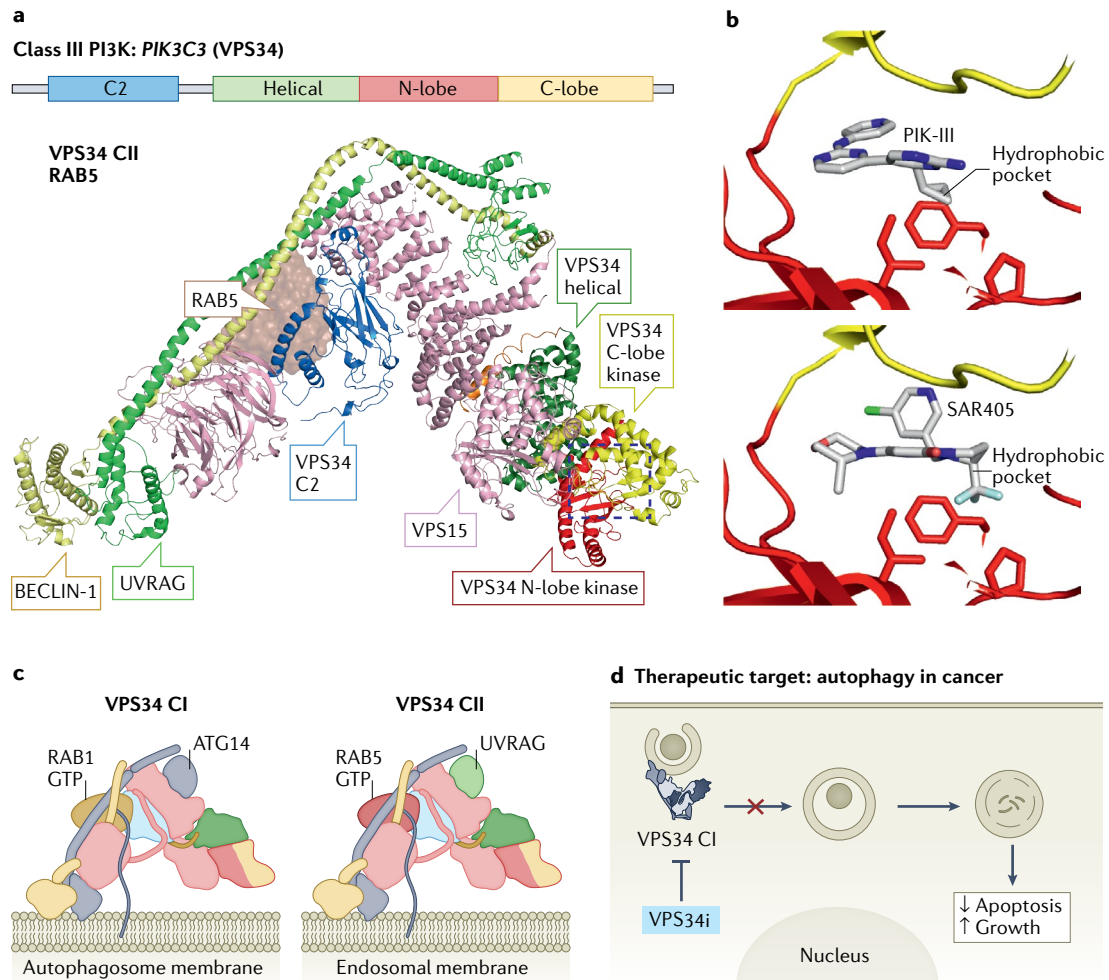 a
Class III PI3K: PIK3C3 (VPS34)
C2
Helical
N-lobe
C-lobe
VPS34 CII
RAB5
RAB5
VPS34
helical
VPS34
C-lobe
kinase
VPS34
C2
VPS15
BECLIN-1
UVRAG
VPS34 N-lobe kinase
b
PIK-III
Hydrophobic
pocket
SAR405
Hydrophobic
pocket
c
VPS34 CI
RAB1
GTP
ATG14
Autophagosome membrane
VPS34 CII
RAB5
GTP
UVRAG
Endosomal membrane
d Therapeutic target: autophagy in cancer
VPS34 CI
VPS34i
↓ Apoptosis
↑ Growth
Nucleus